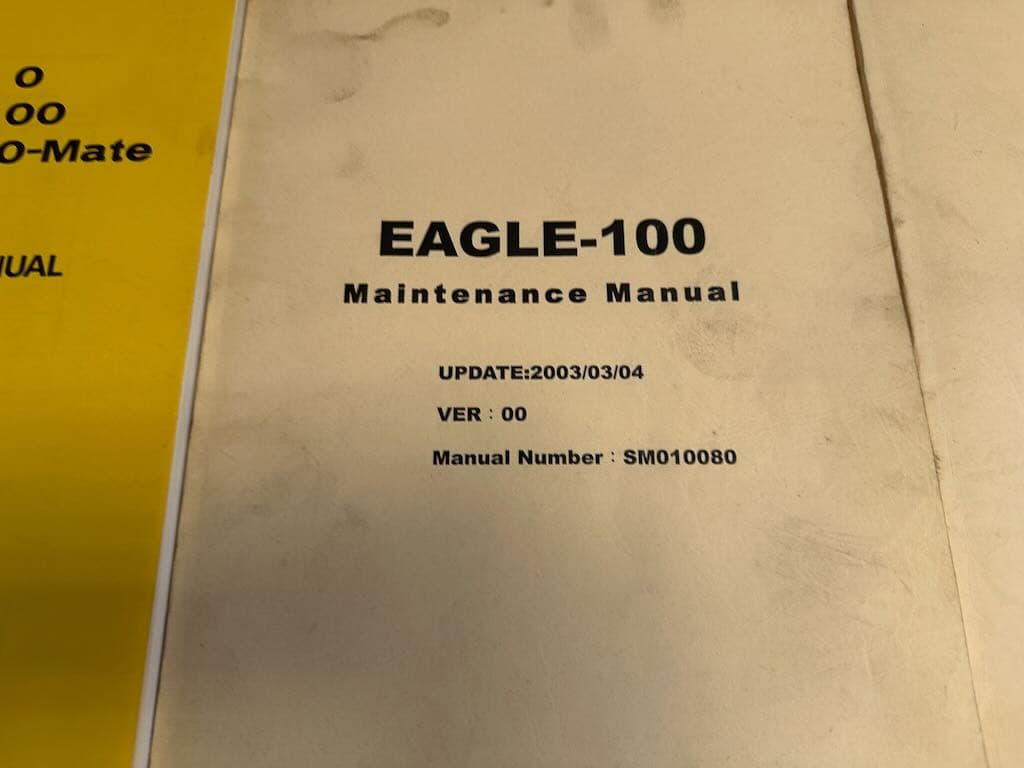 O
OO
O-Mate
UAL
EAGLE-100
Maintenance Manual
UPDATE:2003/03/04
VER : 00
Manual Number : SM010080